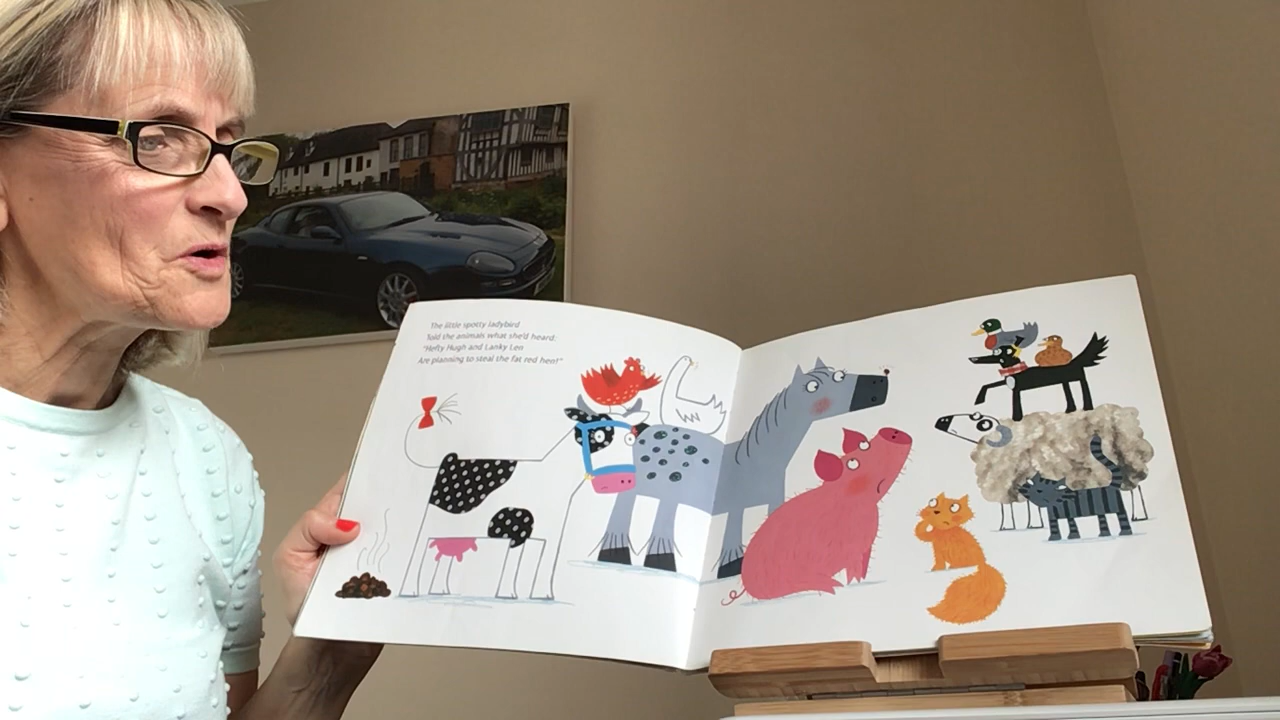 The little spotty ladybird
Told the animals what she'd heard:
"Hefty Hugh and Lanky Len
Are planning to steal the fat red hen!"